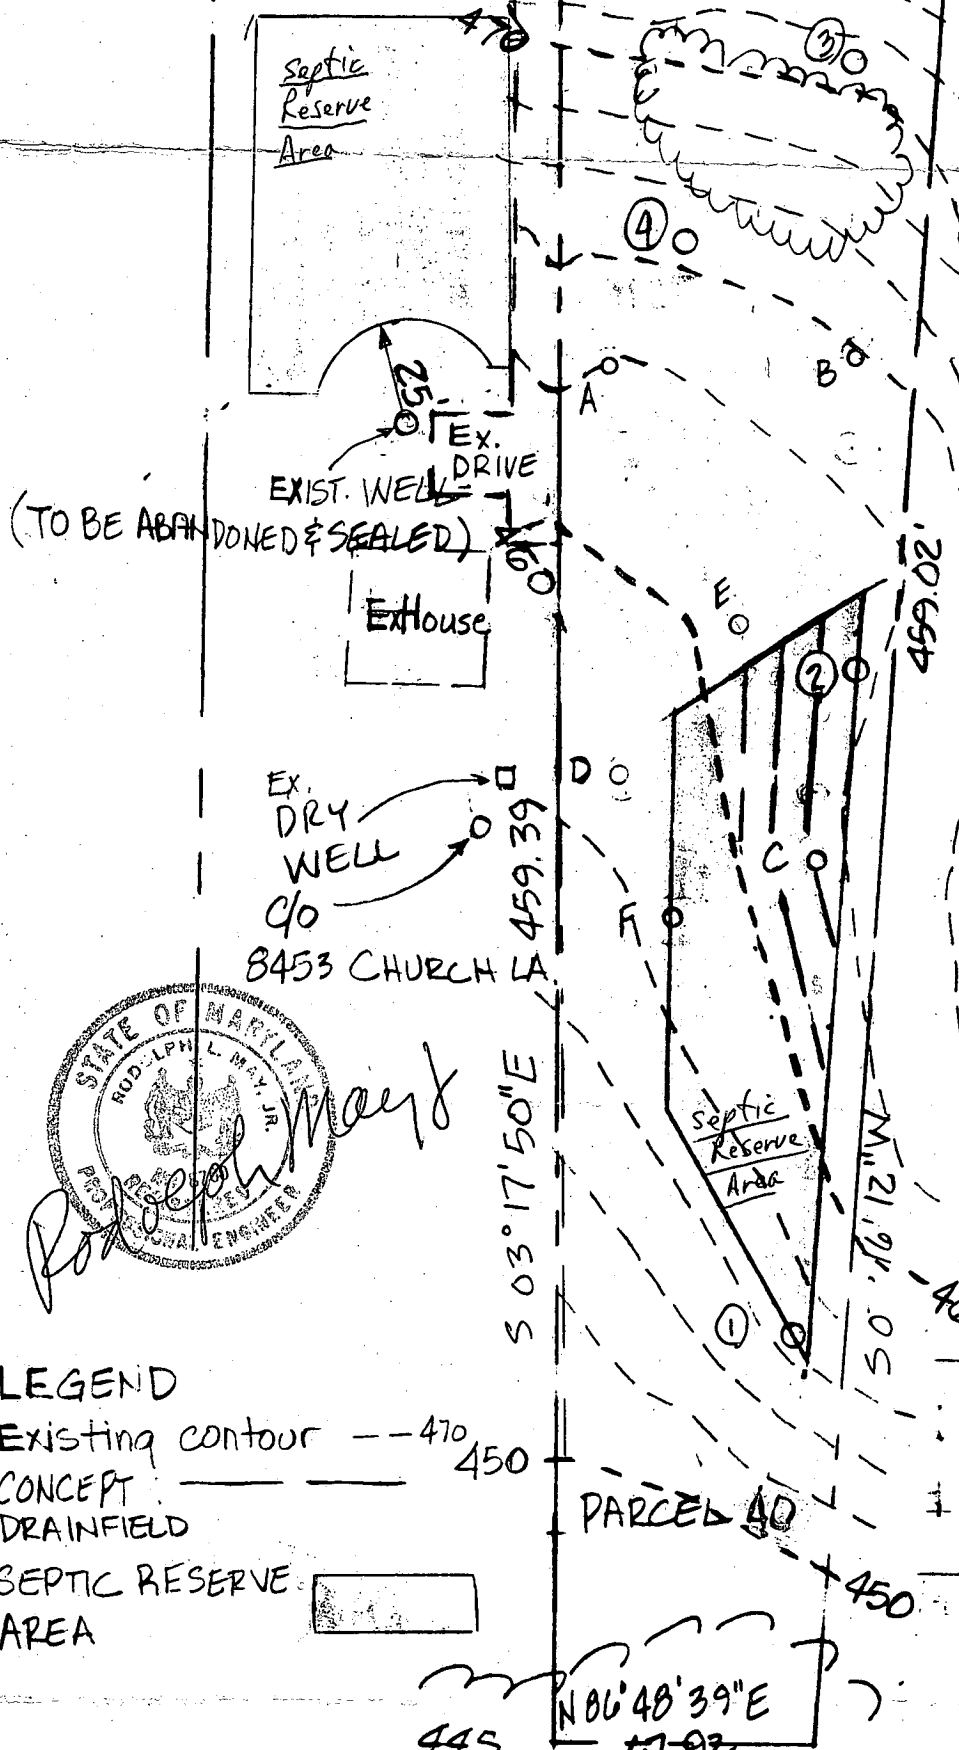 470
3
Septic
Reserve
Area
4
B
A
25'
Ex.
DRIVE
EXIST. WELL
(TO BE ABANDONED & SEALED)
460
459.02'
Ex House
E
2
Ex.
DRY
WELL
D
459.39
C
C/O
F
8453 CHURCH LA.
STATE OF MARYLAND
RUDOLPH L. MAY, JR.
PROFESSIONAL ENGINEER
S 03°17'50"E
Septic
Reserve
Area
1
LEGEND
Existing contour -- 470
450
CONCEPT
DRAINFIELD
PARCEL 40
SEPTIC RESERVE
AREA
450
N 86°48'39"E
445